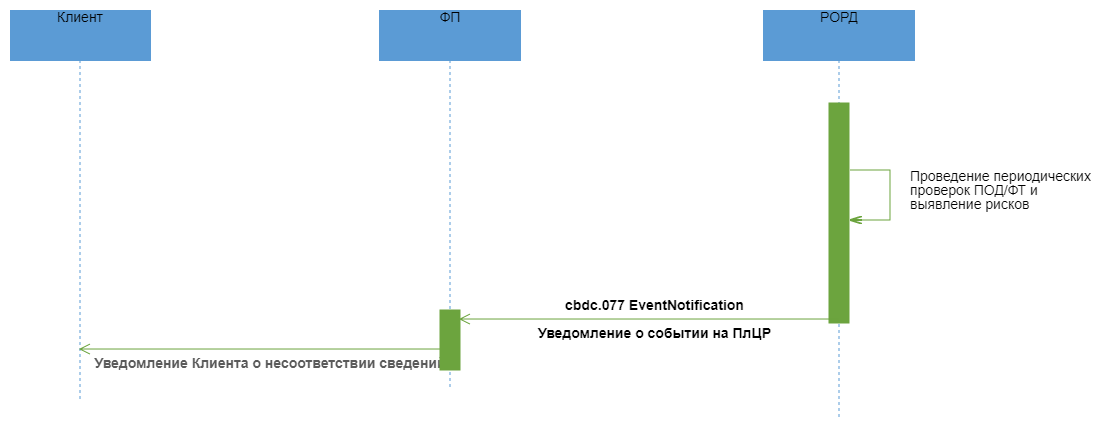 Клиент
ФП
РОРД
Проведение периодических
проверок ПОД/ФТ и
выявление рисков
cbdc.077 EventNotification
Уведомление о событии на ПлЦР
Уведомление Клиента о несоответствии сведени